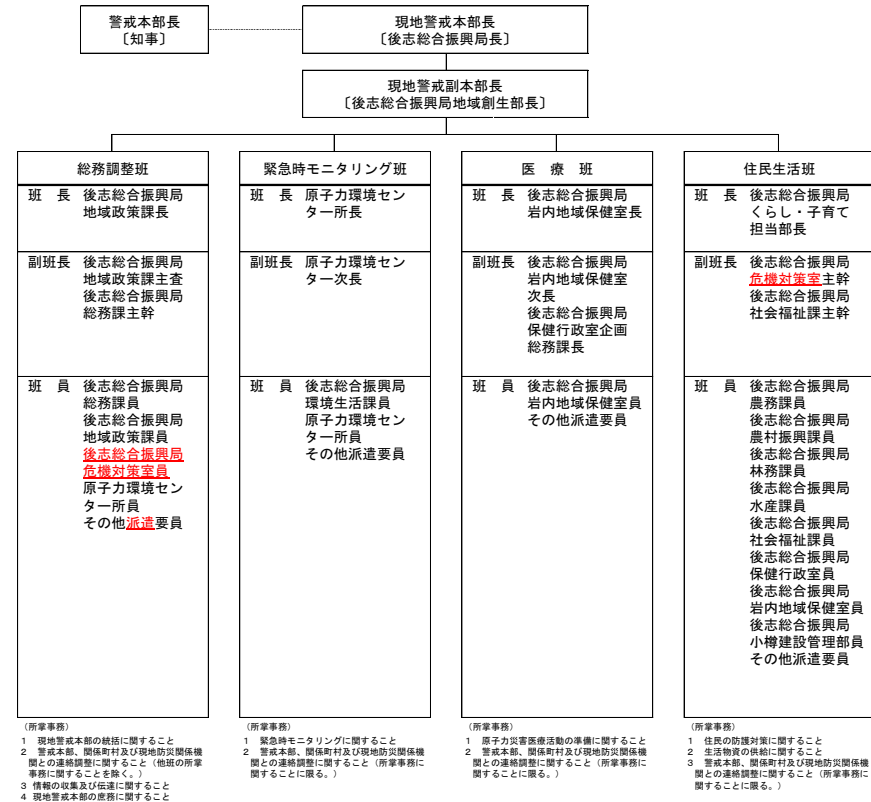 警戒本部長
〔知事〕
現地警戒本部長
〔後志総合振興局長〕
現地警戒副本部長
〔後志総合振興局地域創生部長〕
総務調整班
班　長　後志総合振興局
地域政策課長
副班長　後志総合振興局
地域政策課主査
後志総合振興局
総務課主幹
班　員　後志総合振興局
総務課員
後志総合振興局
地域政策課員
後志総合振興局
危機対策室員
原子力環境セン
ター所員
その他派遣要員
（所掌事務）
1　現地警戒本部の統括に関すること
2　警戒本部、関係町村及び現地防災関係機
関との連絡調整に関すること（他班の所掌
事務に関することを除く。）
3 情報の収集及び伝達に関すること
4 現地警戒本部の庶務に関すること
緊急時モニタリング班
班　長　原子力環境セン
ター所長
副班長　原子力環境セン
ター次長
班　員　後志総合振興局
環境生活課員
原子力環境セン
ター所員
その他派遣要員
（所掌事務）
1　緊急時モニタリングに関すること
2　警戒本部、関係町村及び現地防災関係機
関との連絡調整に関すること（所掌事務に
関することに限る。）
医　療　班
班　長　後志総合振興局
岩内地域保健室長
副班長　後志総合振興局
岩内地域保健室
次長
後志総合振興局
保健行政室企画
総務課長
班　員　後志総合振興局
岩内地域保健室員
その他派遣要員
（所掌事務）
1　原子力災害医療活動の準備に関すること
2　警戒本部、関係町村及び現地防災関係機
関との連絡調整に関すること（所掌事務に
関することに限る。）
住民生活班
班　長　後志総合振興局
くらし・子育て
担当部長
副班長　後志総合振興局
危機対策室主幹
後志総合振興局
社会福祉課主幹
班　員　後志総合振興局
農務課員
後志総合振興局
農村振興課員
後志総合振興局
林務課員
後志総合振興局
水産課員
後志総合振興局
社会福祉課員
後志総合振興局
保健行政室員
後志総合振興局
岩内地域保健室員
後志総合振興局
小樽建設管理部員
その他派遣要員
（所掌事務）
1　住民の防護対策に関すること
2　生活物資の供給に関すること
3　警戒本部、関係町村及び現地防災関係機
関との連絡調整に関すること（所掌事務に
関することに限る。）